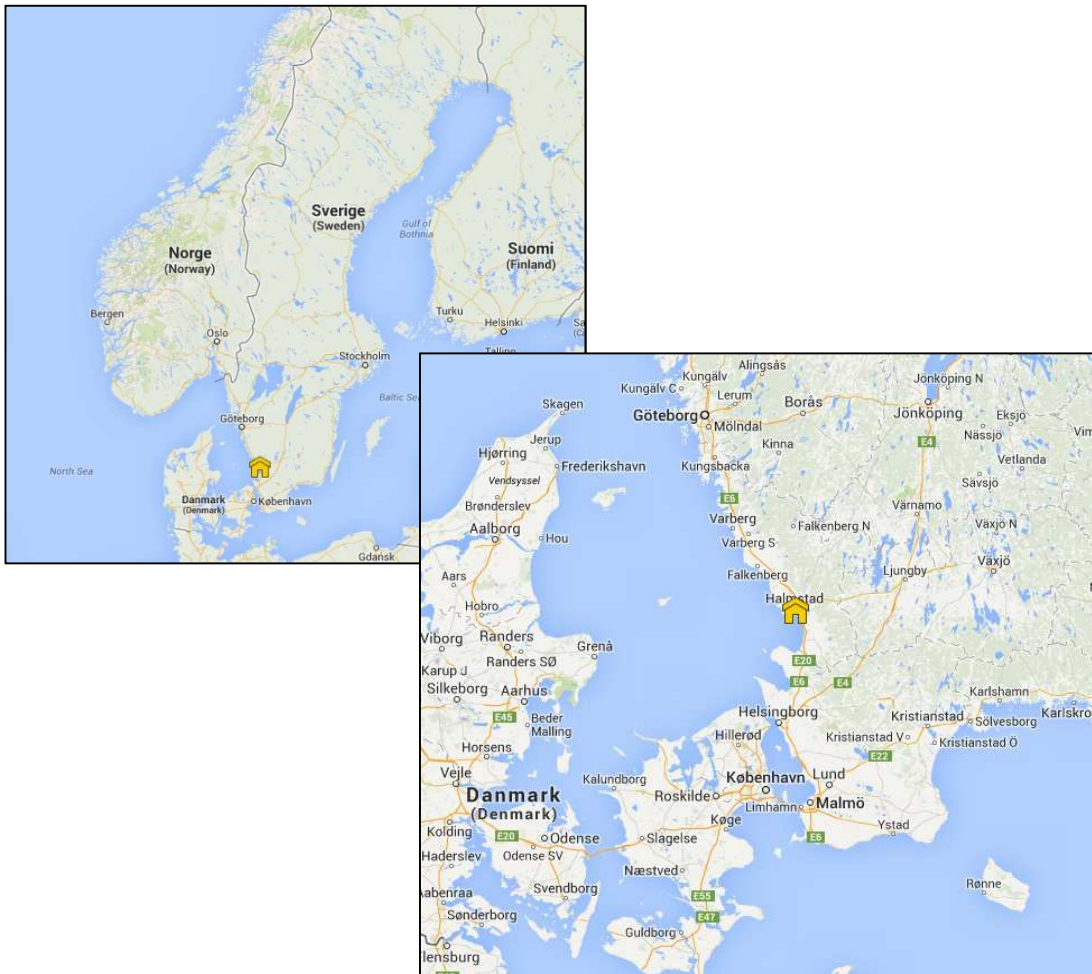 Sverige
(Sweden)
Gulf of
Bothnia
Norge
(Norway)
Suomi
(Finland)
Bergen
Oslo
Turku
Helsinki
Stockholm
Göteborg
North Sea
Danmark
(Denmark)
København
Gdansk
Skagen
Kungälv C
Kungälv
Alingsås
Jönköping N
Lerum
Borås
Göteborg
Jönköping
Mölndal
Eksjö
Hjørring
Jerup
Kinna
E4
Nässjö
Frederikshavn
Kungsbacka
Vetlanda
Vendsyssel
E6
Sävsjö
Brønderslev
Värnamo
Varberg
Falkenberg N
Växjö N
Aalborg
Hou
Varberg S
Växjö
Falkenberg
Ljungby
Aars
Halmstad
Hobro
Viborg
Randers
Grenå
Karup J
Randers SØ
E20
Silkeborg
Aarhus
E6
E4
Karlshamn
E45
Beder
Malling
Helsingborg
Kristianstad
Sölvesborg
Hillerød
Kristianstad V
Kristianstad Ö
Horsens
E22
Vejle
Kalundborg
København
Lund
Danmark
(Denmark)
Roskilde
Limhamn
Malmö
Kolding
Køge
E20
Odense
Slagelse
E6
Ystad
Haderslev
Odense SV
Næstved
Svendborg
E55
Rønne
Sønderborg
E47
Guldborg